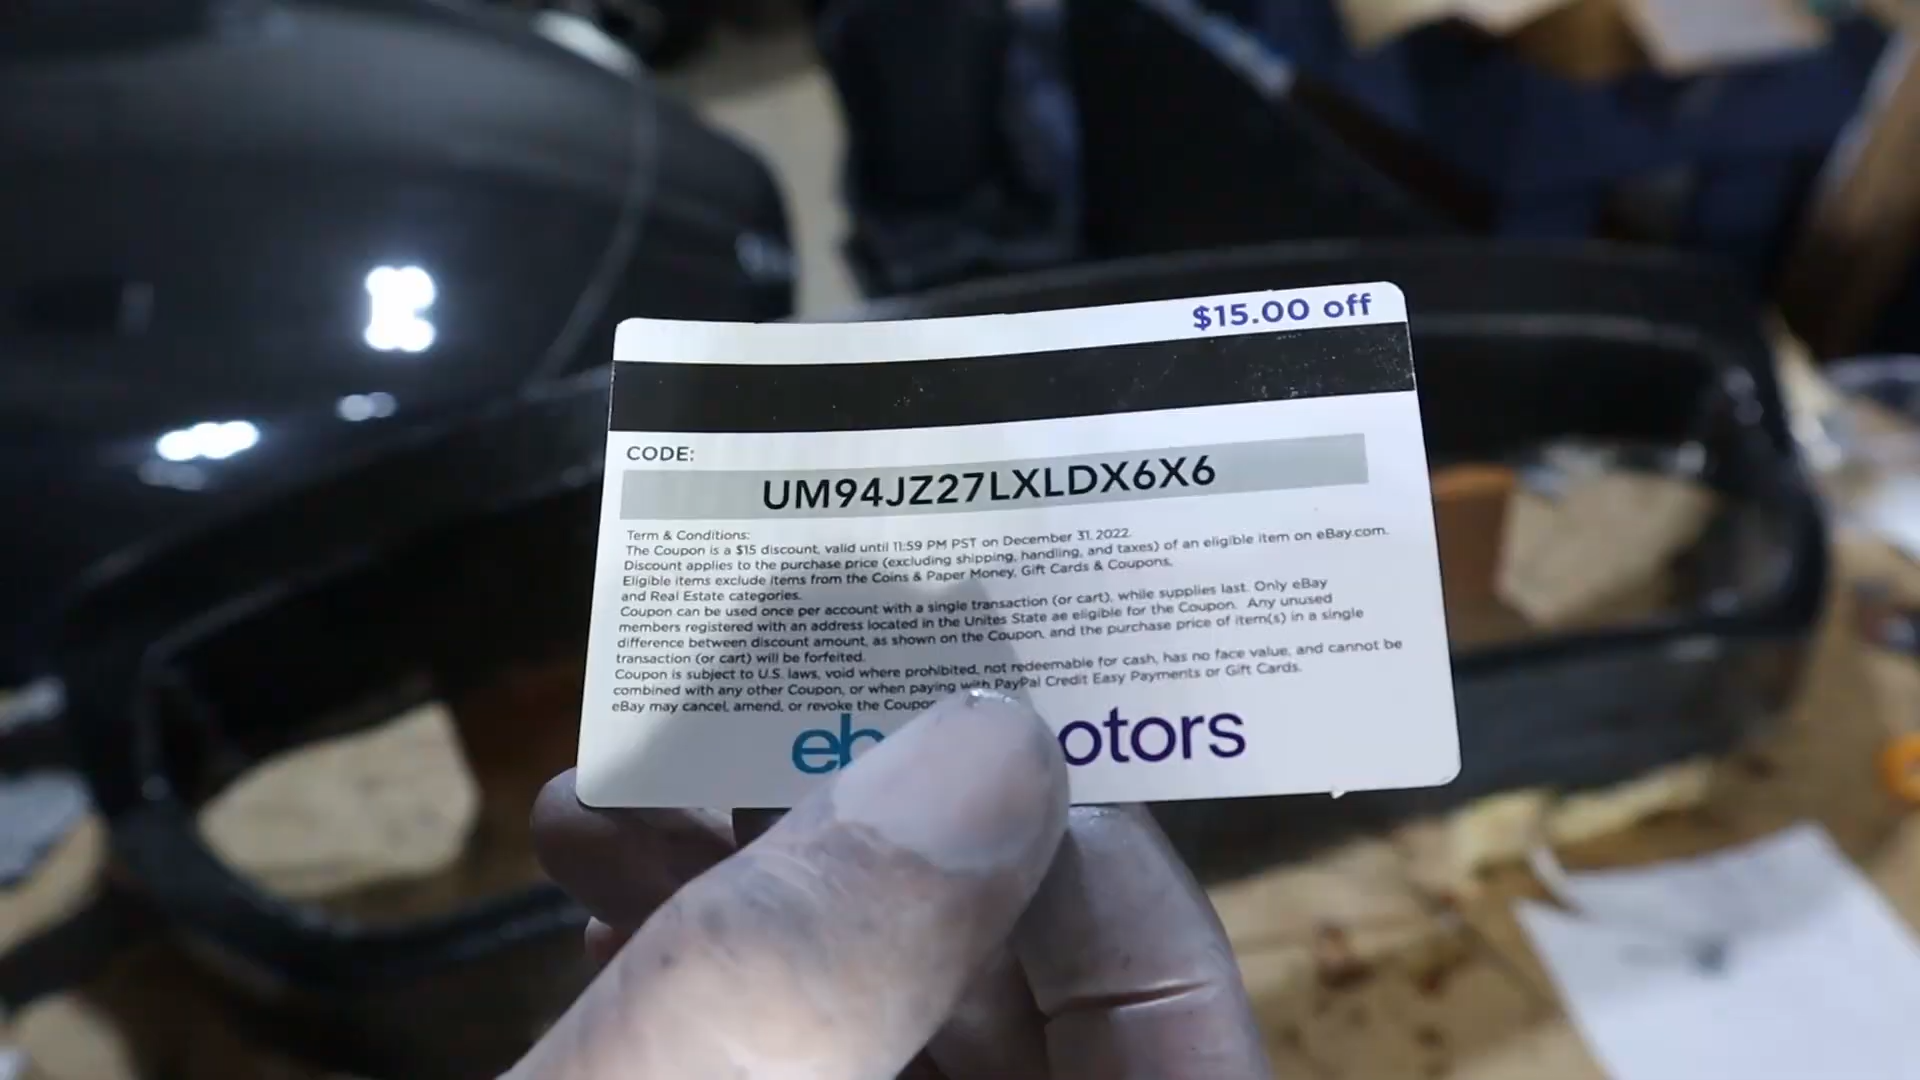 $15.00 off
CODE:
UM94JZ27LXLDX6X6
Term & Conditions:
The Coupon is a $15 discount, valid until 11:59 PM PST on December 31, 2022.
Discount applies to the purchase price (excluding shipping, handling, and taxes) of an eligible item on eBay.com.
Eligible items exclude items from the Coins & Paper Money, Gift Cards & Coupons,
and Real Estate categories.
Coupon can be used once per account with a single transaction (or cart), while supplies last. Only eBay
members registered with an address located in the Unites State ae eligible for the Coupon. Any unused
difference between discount amount, as shown on the Coupon, and the purchase price of item(s) in a single
transaction (or cart) will be forfeited.
Coupon is subject to U.S. laws, void where prohibited, not redeemable for cash, has no face value, and cannot be
combined with any other Coupon, or when paying with PayPal Credit Easy Payments or Gift Cards.
eBay may cancel, amend, or revoke the Coupo
eb otors